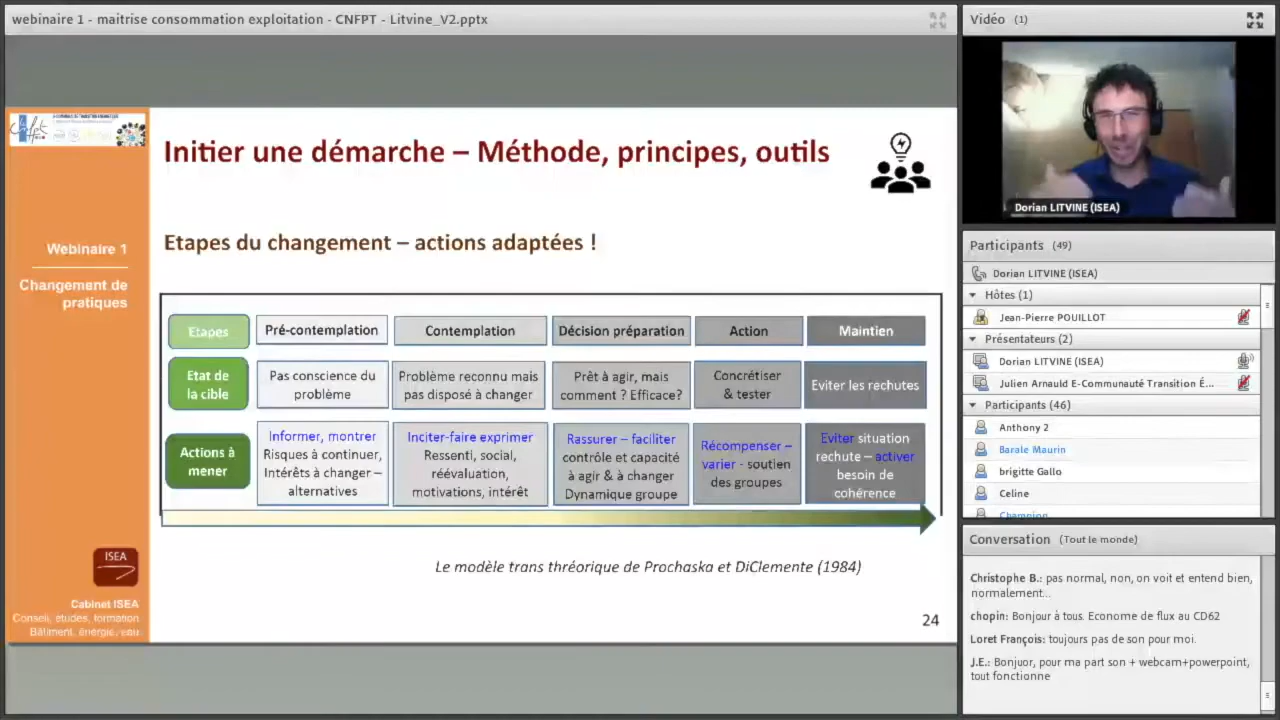 webinaire 1 - maitrise consommation exploitation - CNFPT - Litvine_V2.pptx
Initier une démarche – Méthode, principes, outils
Webinaire 1
Changement de
pratiques
Etapes du changement – actions adaptées !
Etapes
Pré-contemplation
Contemplation
Décision préparation
Action
Maintien
Etat de
la cible
Pas conscience du
problème
Problème reconnu mais
pas disposé à changer
Prêt à agir, mais
comment ? Efficace?
Concrétiser
& tester
Eviter les rechutes
Actions à
mener
Informer, montrer
Risques à continuer,
Intérêts à changer –
alternatives
Inciter-faire exprimer
Ressenti, social,
réévaluation,
motivations, intérêt
Rassurer – faciliter
contrôle et capacité
à agir & à changer
Dynamique groupe
Récompenser –
varier - soutien
des groupes
Eviter situation
rechute – activer
besoin de
cohérence
Le modèle trans thréorique de Prochaska et DiClemente (1984)
ISEA
Cabinet ISEA
Conseil, études, formation
Bâtiment, énergie, eau
24
Vidéo (1)
Dorian LITVINE (ISEA)
Participants (49)
Dorian LITVINE (ISEA)
Hôtes (1)
Jean-Pierre POUILLOT
Présentateurs (2)
Dorian LITVINE (ISEA)
Julien Arnauld E-Communauté Transition É...
Participants (46)
Anthony 2
Barale Maurin
brigitte Gallo
Celine
Champion
Conversation (Tout le monde)
Christophe B.: pas normal, non, on voit et entend bien,
normalement...
chopin: Bonjour à tous. Econome de flux au CD62
Loret François: toujours pas de son pour moi.
J.E.: Bonjuor, pour ma part son + webcam+powerpoint,
tout fonctionne